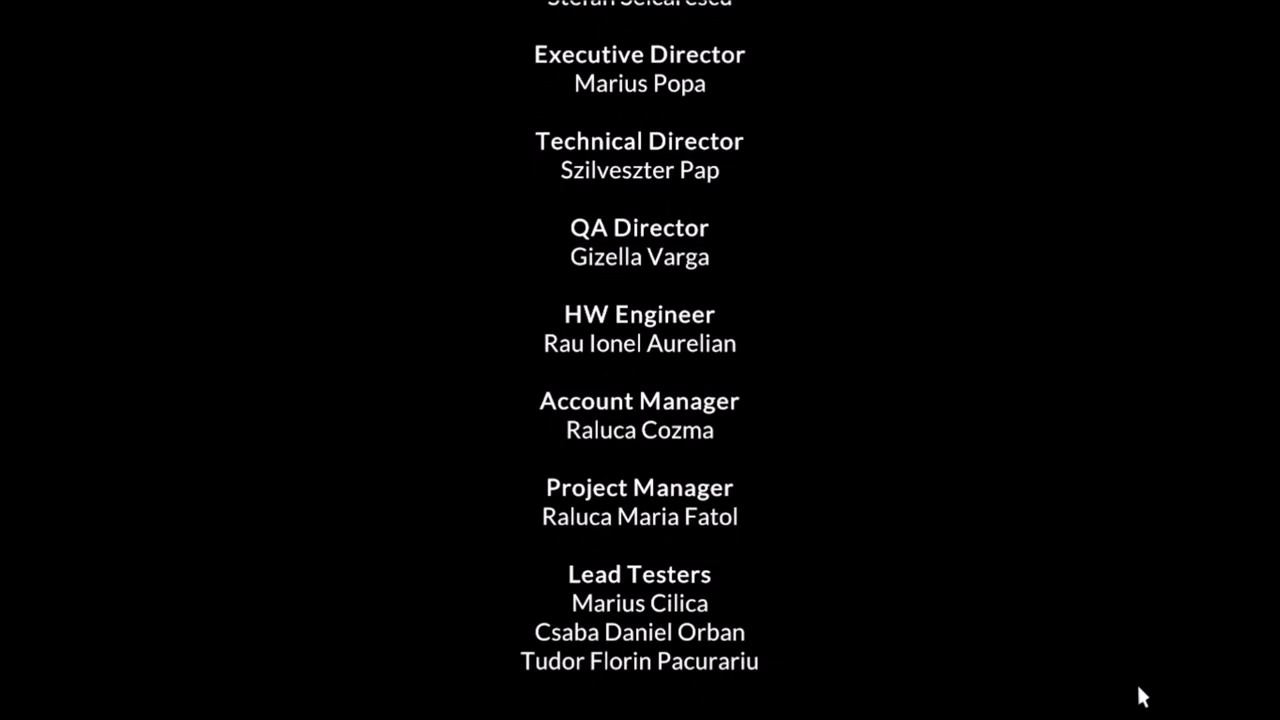 Executive Director
Marius Popa
Technical Director
Szilveszter Pap
QA Director
Gizella Varga
HW Engineer
Rau Ionel Aurelian
Account Manager
Raluca Cozma
Project Manager
Raluca Maria Fatol
Lead Testers
Marius Cilica
Csaba Daniel Orban
Tudor Florin Pacurariu